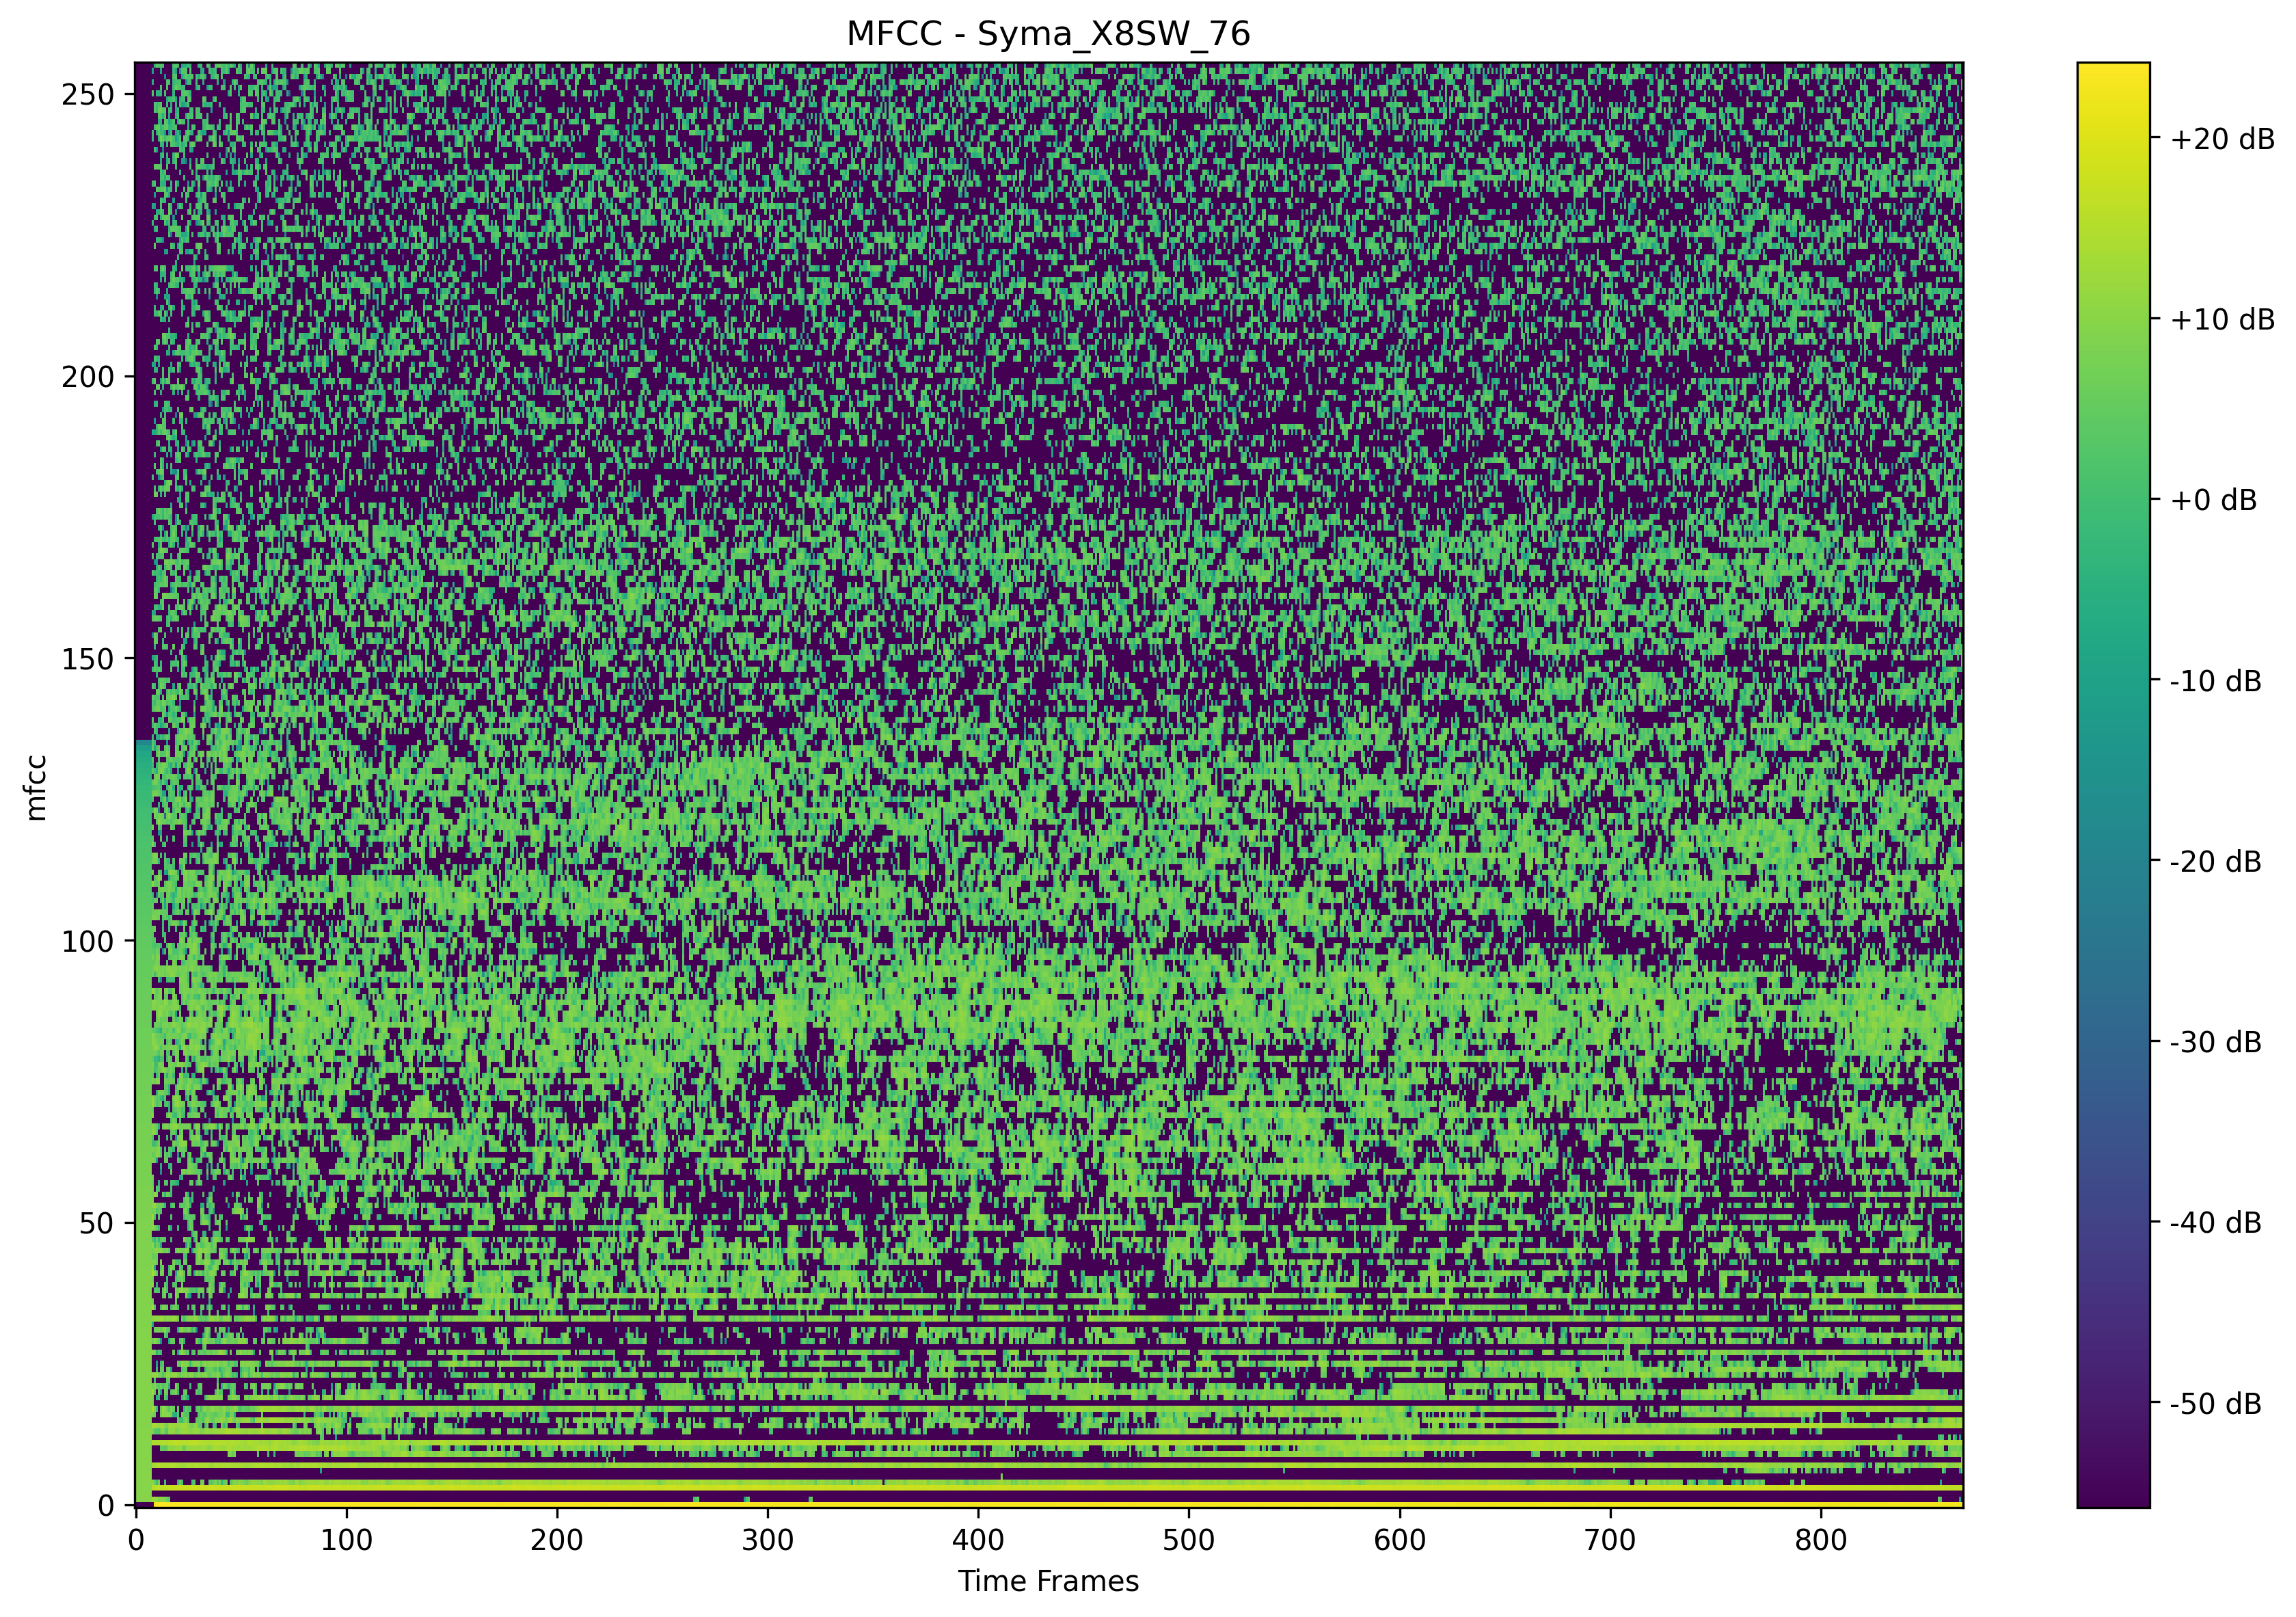 MFCC - Syma_X8SW_76
250
200
150
100
50
0
mfcc
0 100 200 300 400 500 600 700 800
Time Frames
+20 dB
+10 dB
+0 dB
-10 dB
-20 dB
-30 dB
-40 dB
-50 dB